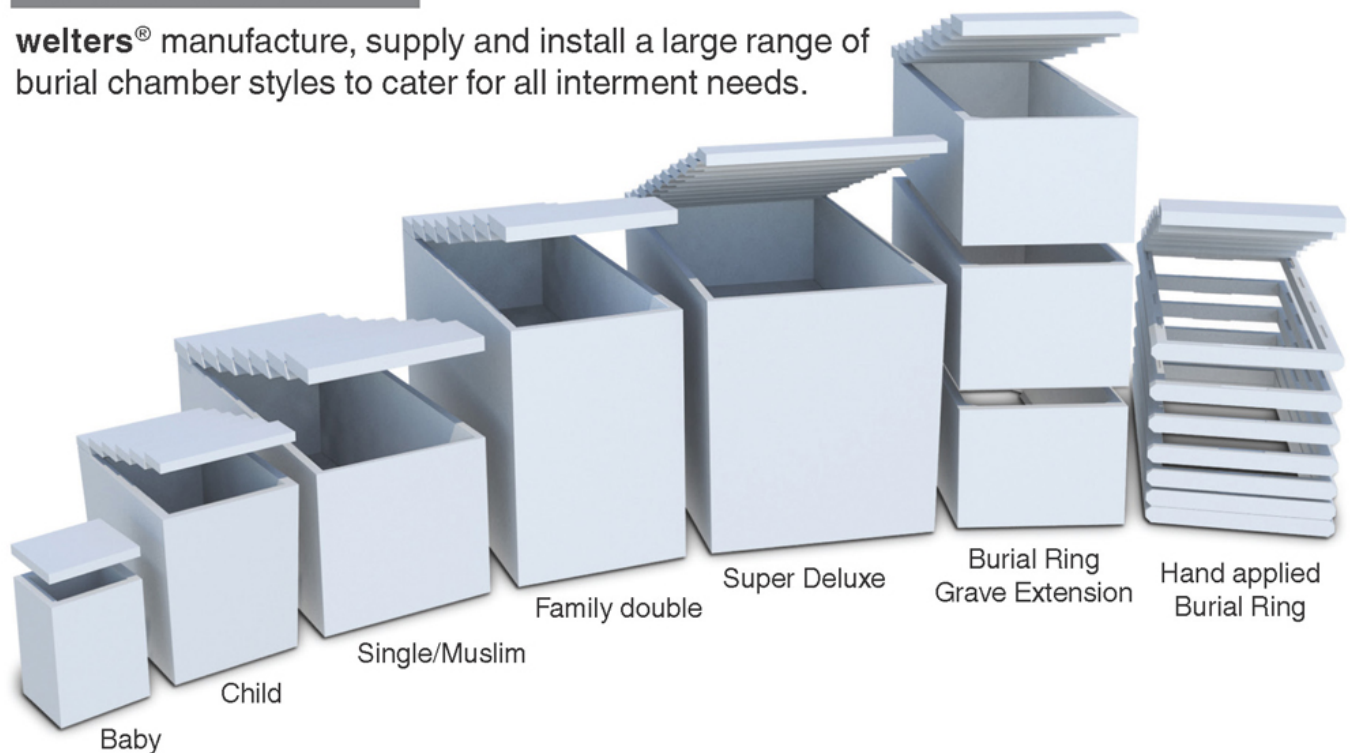 welters® manufacture, supply and install a large range of
burial chamber styles to cater for all interment needs.
Baby
Child
Single/Muslim
Family double
Super Deluxe
Burial Ring
Grave Extension
Hand applied
Burial Ring